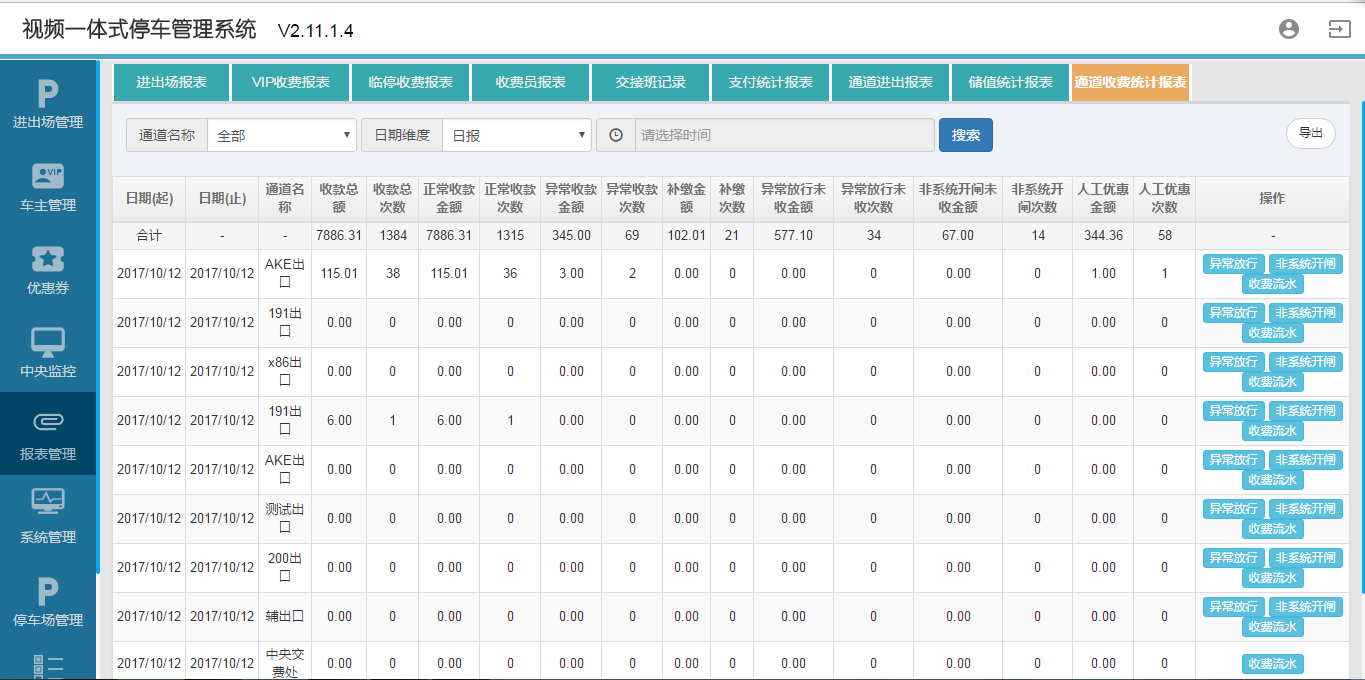 视频一体式停车管理系统 V2.11.1.4
进出场管理
车主管理
优惠券
中央监控
报表管理
系统管理
停车场管理
进出场报表 VIP收费报表 临停收费报表 收费员报表 交接班记录 支付统计报表 通道进出报表 储值统计报表 通道收费统计报表
通道名称 全部 日期维度 日报 请选择时间 搜索 导出
日期(起) 日期(止) 通道名称 收款总额 收款总次数 正常收款金额 正常收款次数 异常收款金额 异常收款次数 补缴金额 补缴次数 异常放行未收金额 异常放行未收次数 非系统开闸未收金额 非系统开闸次数 人工优惠金额 人工优惠次数 操作
合计 - - 7886.31 1384 7886.31 1315 345.00 69 102.01 21 577.10 34 67.00 14 344.36 58 -
2017/10/12 2017/10/12 AKE出口 115.01 38 115.01 36 3.00 2 0.00 0 0.00 0 0.00 0 1.00 1 异常放行 非系统开闸 收费流水
2017/10/12 2017/10/12 191出口 0.00 0 0.00 0 0.00 0 0.00 0 0.00 0 0.00 0 0.00 0 异常放行 非系统开闸 收费流水
2017/10/12 2017/10/12 x86出口 0.00 0 0.00 0 0.00 0 0.00 0 0.00 0 0.00 0 0.00 0 异常放行 非系统开闸 收费流水
2017/10/12 2017/10/12 191出口 6.00 1 6.00 1 0.00 0 0.00 0 0.00 0 0.00 0 0.00 0 异常放行 非系统开闸 收费流水
2017/10/12 2017/10/12 AKE出口 0.00 0 0.00 0 0.00 0 0.00 0 0.00 0 0.00 0 0.00 0 异常放行 非系统开闸 收费流水
2017/10/12 2017/10/12 测试出口 0.00 0 0.00 0 0.00 0 0.00 0 0.00 0 0.00 0 0.00 0 异常放行 非系统开闸 收费流水
2017/10/12 2017/10/12 200出口 0.00 0 0.00 0 0.00 0 0.00 0 0.00 0 0.00 0 0.00 0 异常放行 非系统开闸 收费流水
2017/10/12 2017/10/12 辅出口 0.00 0 0.00 0 0.00 0 0.00 0 0.00 0 0.00 0 0.00 0 异常放行 非系统开闸 收费流水
2017/10/12 2017/10/12 中央交费处 0.00 0 0.00 0 0.00 0 0.00 0 0.00 0 0.00 0 0.00 0 收费流水